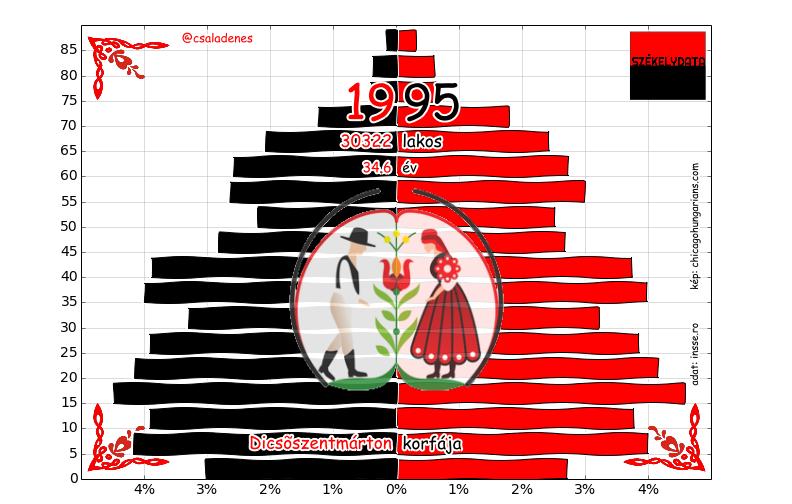 @csaladenes
SZÉKELYDATA
1995
30322 lakos
34.6 év
Dicsőszentmárton korfája
kép: chicagohungarians.com
adat: insse.ro
85
80
75
70
65
60
55
50
45
40
35
30
25
20
15
10
5
0
4% 3% 2% 1% 0% 1% 2% 3% 4%